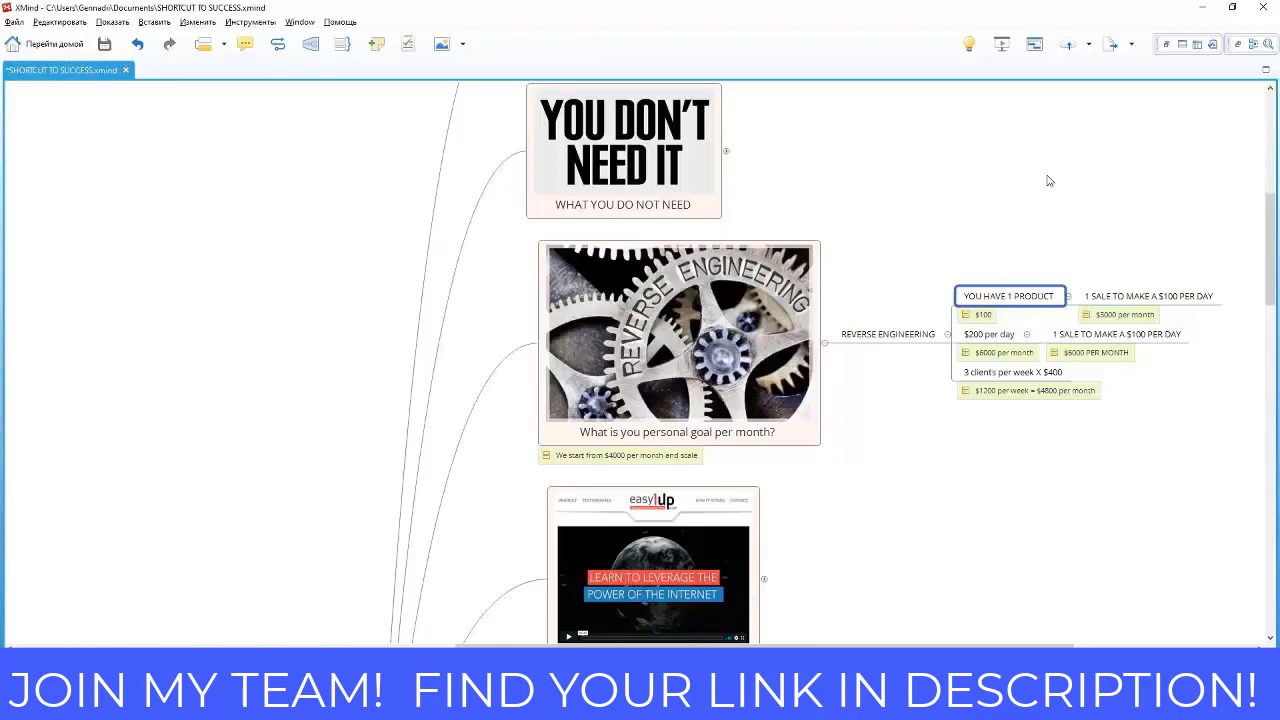 XMind - C:\Users\Gennadii\Documents\SHORTCUT TO SUCCESS.xmind
Файл Редактировать Показать Вставить Изменить Инструменты Window Помощь
Перейти домой
*SHORTCUT TO SUCCESS.xmind
YOU DON'T
NEED IT
WHAT YOU DO NOT NEED
REVERSE ENGINEERING
What is you personal goal per month?
We start from $4000 per month and scale
REVERSE ENGINEERING
YOU HAVE 1 PRODUCT
1 SALE TO MAKE A $100 PER DAY
$100
$3000 per month
$200 per day
1 SALE TO MAKE A $100 PER DAY
$6000 per month
$6000 PER MONTH
3 clients per week X $400
$1200 per week = $4800 per month
easy1up
LEARN TO LEVERAGE THE
POWER OF THE INTERNET
JOIN MY TEAM! FIND YOUR LINK IN DESCRIPTION!